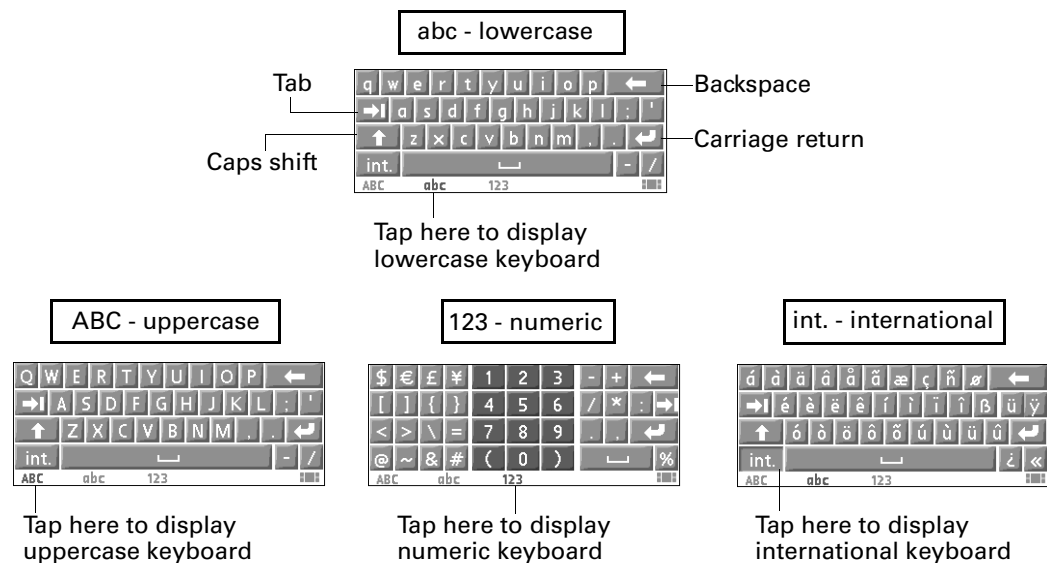 abc - lowercase
Tab
Backspace
q w e r t y u i o p
a s d f g h j k l ; '
Caps shift
z x c v b n m , .
Carriage return
int. - /
ABC abc 123
Tap here to display
lowercase keyboard
ABC - uppercase
Q W E R T Y U I O P
A S D F G H J K L : '
Z X C V B N M , .
int. - /
ABC abc 123
Tap here to display
uppercase keyboard
123 - numeric
$ € £ ¥ 1 2 3 - +
[ ] { } 4 5 6 / * :
< > \ = 7 8 9 . ,
@ ~ & # ( 0 ) %
ABC abc 123
Tap here to display
numeric keyboard
int. - international
á à ä â å ã æ ç ñ ø
é è ë ê í ì ï î ß ü ÿ
ó ò ö ô õ ú ù ü û
int. ¿ «
ABC abc 123
Tap here to display
international keyboard